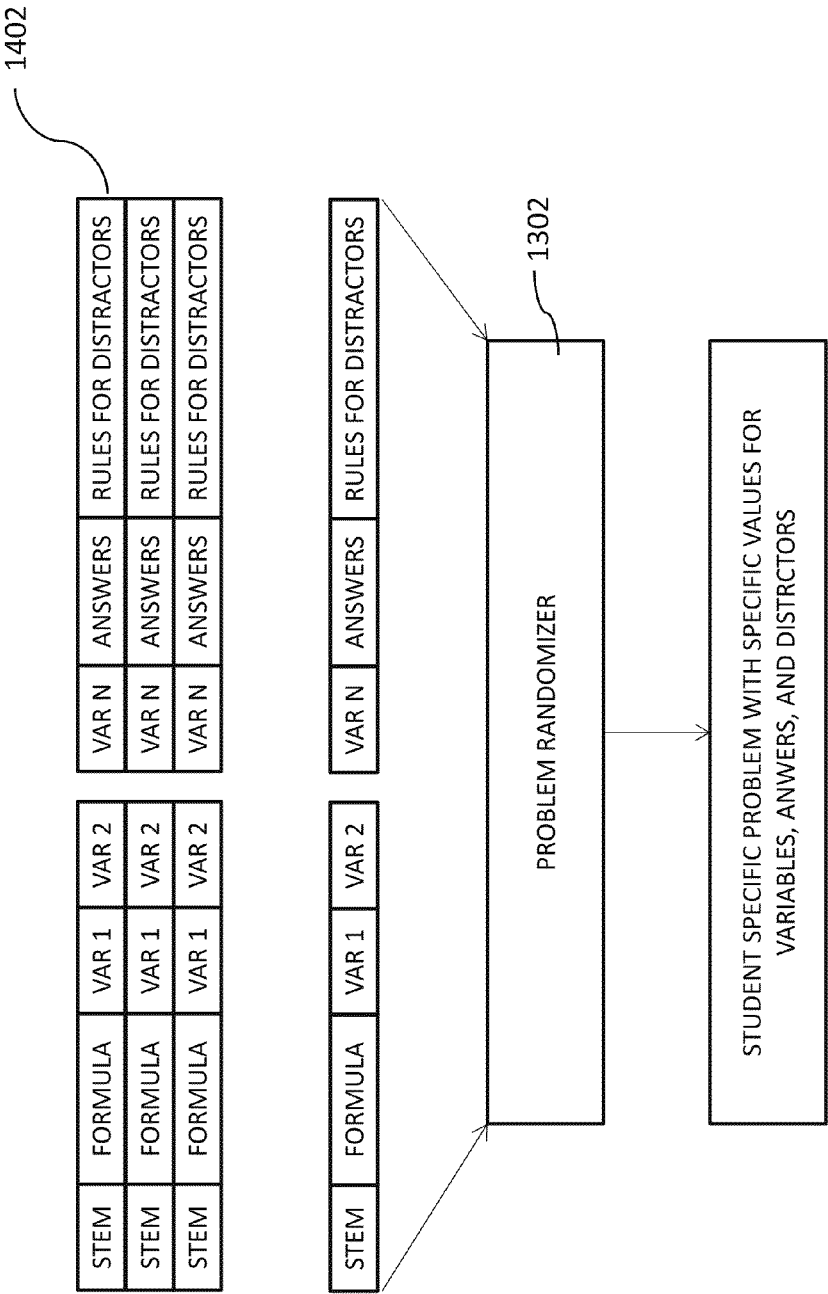 1402
STEM FORMULA VAR 1 VAR 2 VAR N ANSWERS RULES FOR DISTRACTORS
STEM FORMULA VAR 1 VAR 2 VAR N ANSWERS RULES FOR DISTRACTORS
STEM FORMULA VAR 1 VAR 2 VAR N ANSWERS RULES FOR DISTRACTORS
STEM FORMULA VAR 1 VAR 2 VAR N ANSWERS RULES FOR DISTRACTORS
1302
PROBLEM RANDOMIZER
STUDENT SPECIFIC PROBLEM WITH SPECIFIC VALUES FOR
VARIABLES, ANWERS, AND DISTRCTORS